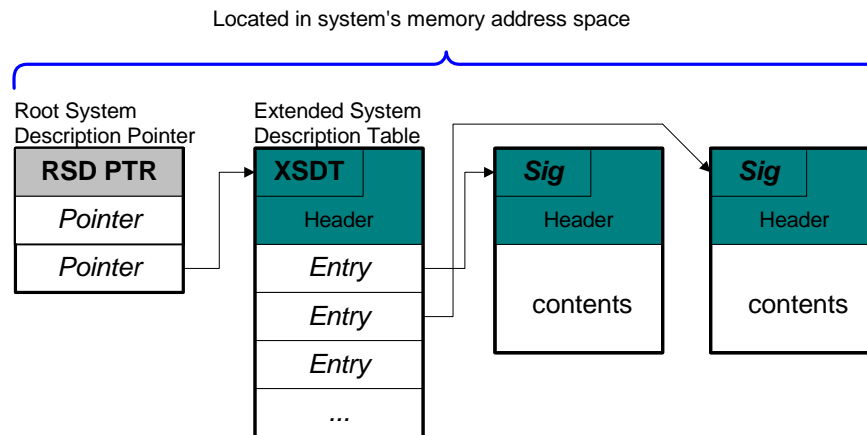 Located in system's memory address space
Root System
Description Pointer
RSD PTR
Pointer
Pointer
Extended System
Description Table
XSDT
Header
Entry
Entry
Entry
...
Sig
Header
contents
Sig
Header
contents